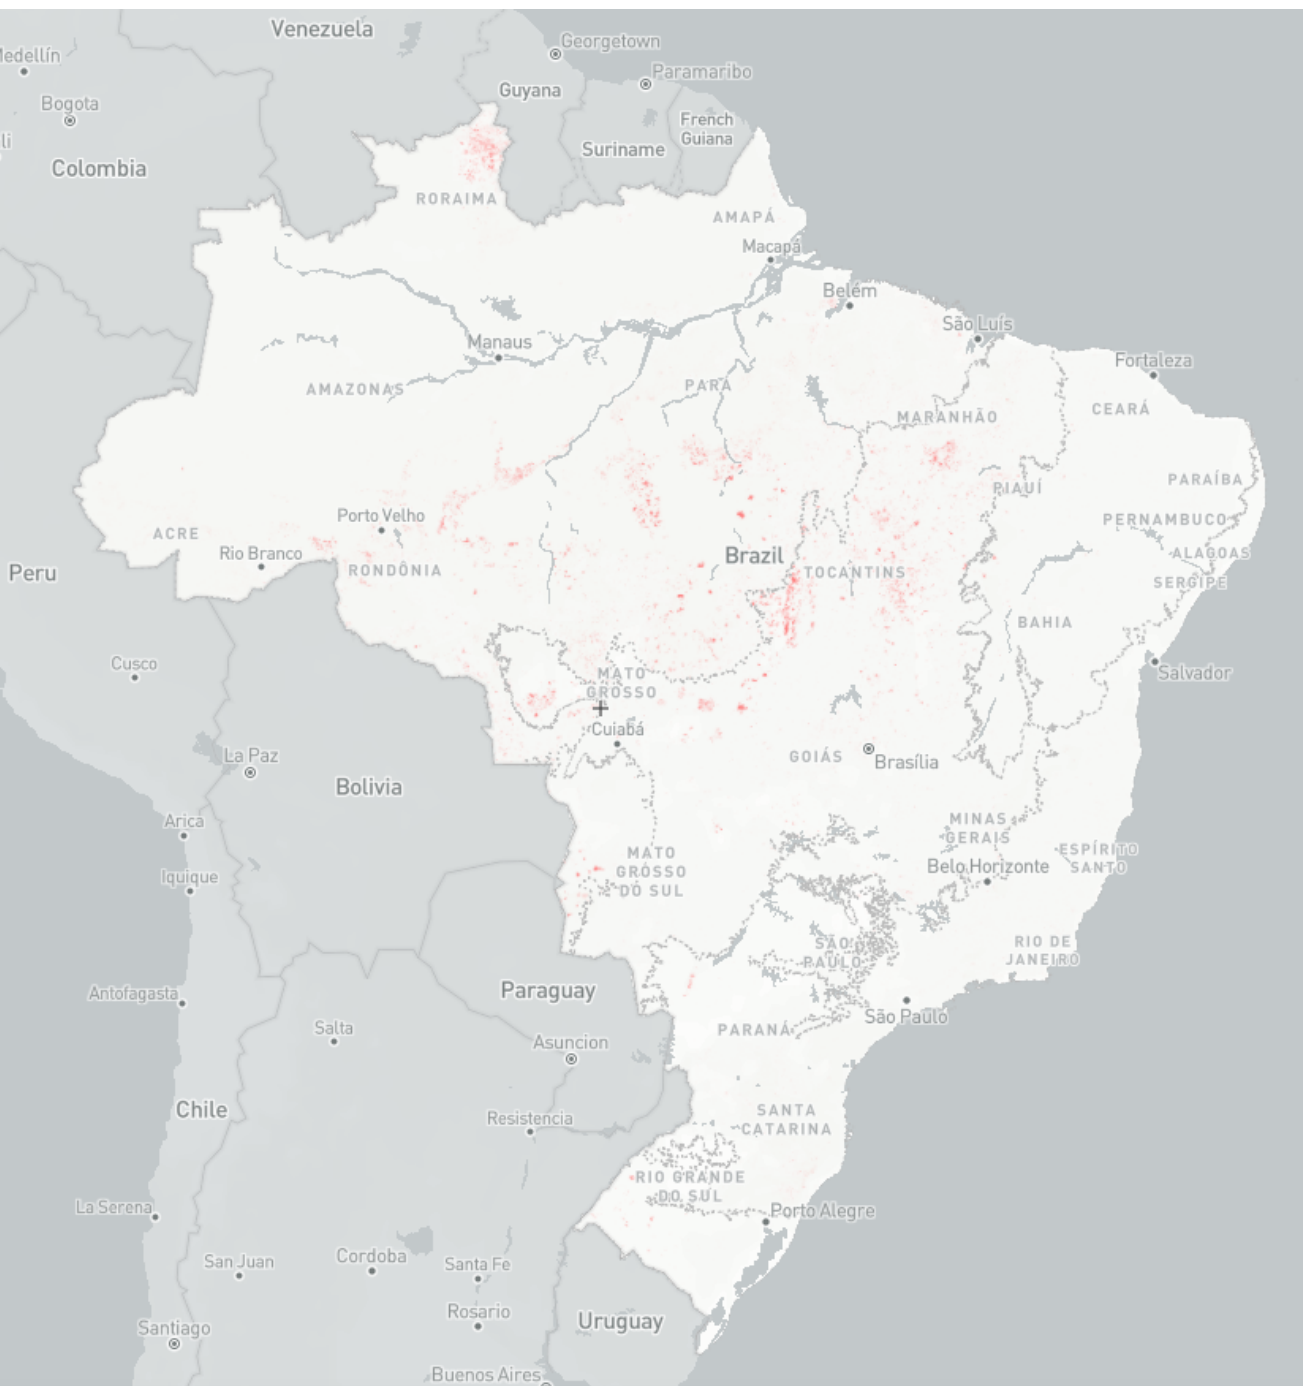 Venezuela
Georgetown
Medellín
Paramaribo
Guyana
Bogota
French
Guiana
li
Suriname
Colombia
RORAIMA
AMAPÁ
Macapá
Belém
São Luís
Manaus
Fortaleza
AMAZONAS
PARÁ
CEARÁ
MARANHÃO
PARAÍBA
PIAUÍ
Porto Velho
PERNAMBUCO
ACRE
Rio Branco
Brazil
ALAGOAS
Peru
RONDÔNIA
TOCANTINS
SERGIPE
BAHIA
Cusco
MATO
GROSSO
Salvador
Cuiabá
La Paz
GOIÁS
Brasília
Bolivia
Arica
MINAS
GERAIS
MATO
GROSSO
DO SUL
ESPÍRITO
SANTO
Belo Horizonte
Iquique
SÃO
PAULO
RIO DE
JANEIRO
Antofagasta
Paraguay
São Paulo
Salta
PARANÁ
Asuncion
Chile
SANTA
CATARINA
Resistencia
RIO GRANDE
DO SUL
La Serena
Porto Alegre
San Juan
Cordoba
Santa Fe
Rosario
Uruguay
Santiago
Buenos Aires